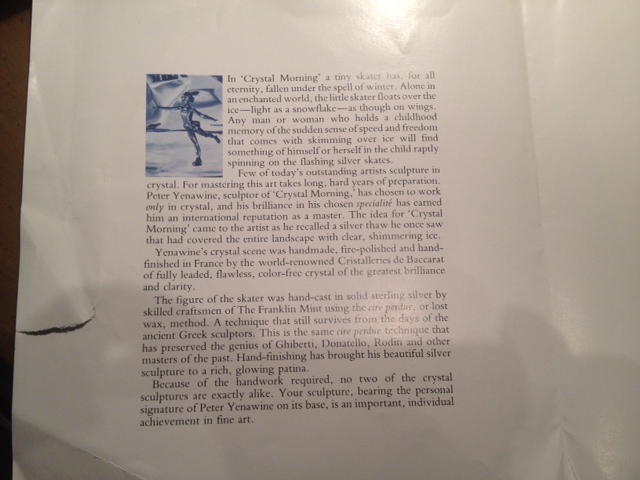 In 'Crystal Morning' a tiny skater has, for all
eternity, fallen under the spell of winter. Alone in
an enchanted world, the little skater floats over the
ice—light as a snowflake—as though on wings.
Any man or woman who holds a childhood
memory of the sudden sense of speed and freedom
that comes with skimming over ice will find
something of himself or herself in the child raptly
spinning on the flashing silver skates.
Few of today's outstanding artists sculpture in
crystal. For mastering this art takes long, hard years of preparation.
Peter Yenawine, sculptor of 'Crystal Morning,' has chosen to work
only in crystal, and his brilliance in his chosen specialité has earned
him an international reputation as a master. The idea for 'Crystal
Morning' came to the artist as he recalled a silver thaw he once saw
that had covered the entire landscape with clear, shimmering ice.
Yenawine's crystal scene was handmade, fire-polished and hand-
finished in France by the world-renowned Cristalleries de Baccarat
of fully leaded, flawless, color-free crystal of the greatest brilliance
and clarity.
The figure of the skater was hand-cast in solid sterling silver by
skilled craftsmen of The Franklin Mint using the cire perdue, or lost
wax, method. A technique that still survives from the days of the
ancient Greek sculptors. This is the same cire perdue technique that
has preserved the genius of Ghiberti, Donatello, Rodin and other
masters of the past. Hand-finishing has brought his beautiful silver
sculpture to a rich, glowing patina.
Because of the handwork required, no two of the crystal
sculptures are exactly alike. Your sculpture, bearing the personal
signature of Peter Yenawine on its base, is an important, individual
achievement in fine art.